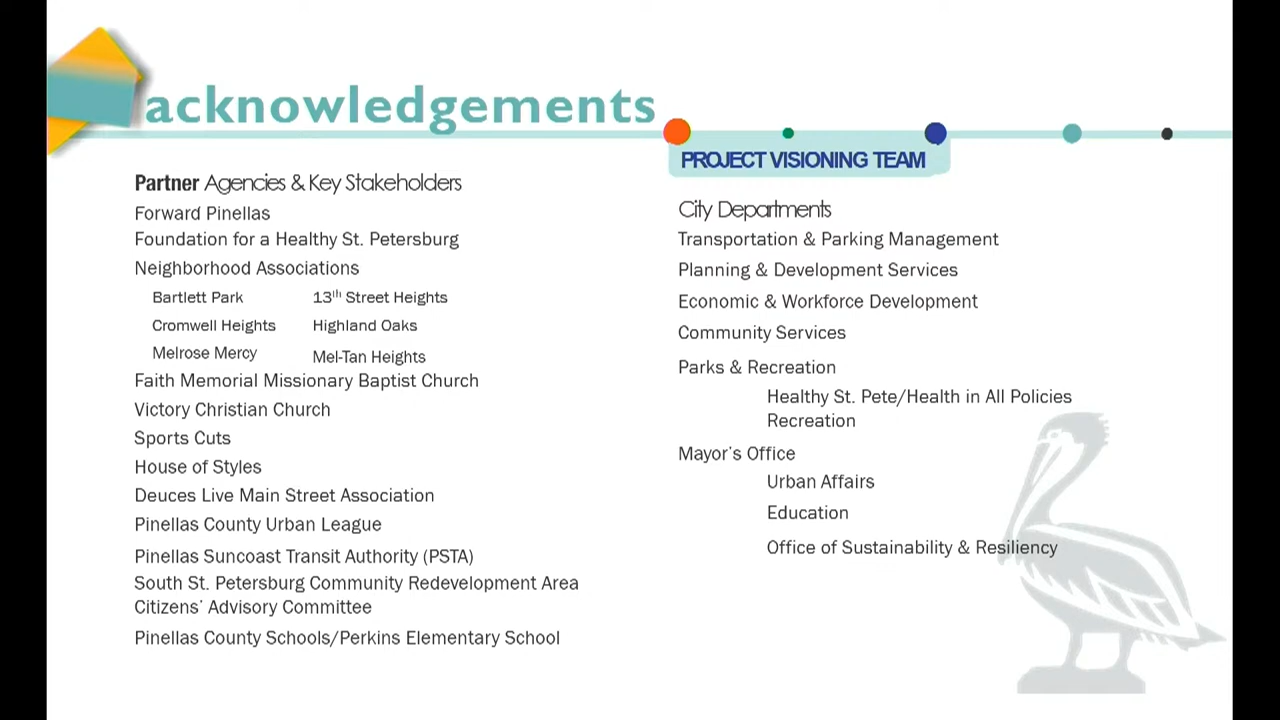 acknowledgements
Partner Agencies & Key Stakeholders
Forward Pinellas
Foundation for a Healthy St. Petersburg
Neighborhood Associations
Bartlett Park 13th Street Heights
Cromwell Heights Highland Oaks
Melrose Mercy Mel-Tan Heights
Faith Memorial Missionary Baptist Church
Victory Christian Church
Sports Cuts
House of Styles
Deuces Live Main Street Association
Pinellas County Urban League
Pinellas Suncoast Transit Authority (PSTA)
South St. Petersburg Community Redevelopment Area
Citizens' Advisory Committee
Pinellas County Schools/Perkins Elementary School
PROJECT VISIONING TEAM
City Departments
Transportation & Parking Management
Planning & Development Services
Economic & Workforce Development
Community Services
Parks & Recreation
Healthy St. Pete/Health in All Policies
Recreation
Mayor's Office
Urban Affairs
Education
Office of Sustainability & Resiliency